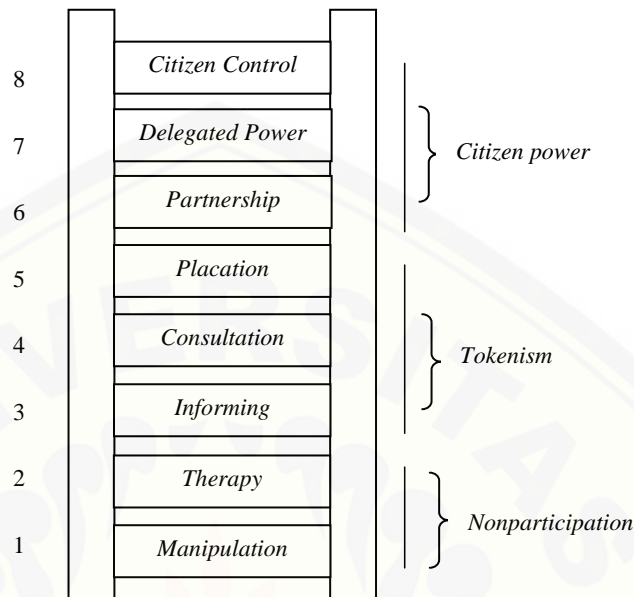 8 Citizen Control
7 Delegated Power
Citizen power
6 Partnership
5 Placation
4 Consultation
Tokenism
3 Informing
2 Therapy
Nonparticipation
1 Manipulation
VERSITAS